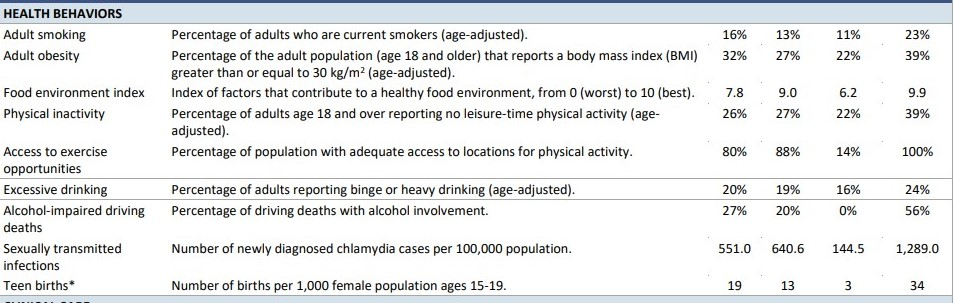 HEALTH BEHAVIORS
Adult smoking Percentage of adults who are current smokers (age-adjusted). 16% 13% 11% 23%
Adult obesity Percentage of the adult population (age 18 and older) that reports a body mass index (BMI) 32% 27% 22% 39%
greater than or equal to 30 kg/m² (age-adjusted).
Food environment index Index of factors that contribute to a healthy food environment, from 0 (worst) to 10 (best). 7.8 9.0 6.2 9.9
Physical inactivity Percentage of adults age 18 and over reporting no leisure-time physical activity (age- 26% 27% 22% 39%
adjusted).
Access to exercise Percentage of population with adequate access to locations for physical activity. 80% 88% 14% 100%
opportunities
Excessive drinking Percentage of adults reporting binge or heavy drinking (age-adjusted). 20% 19% 16% 24%
Alcohol-impaired driving Percentage of driving deaths with alcohol involvement. 27% 20% 0% 56%
deaths
Sexually transmitted Number of newly diagnosed chlamydia cases per 100,000 population. 551.0 640.6 144.5 1,289.0
infections
Teen births* Number of births per 1,000 female population ages 15-19. 19 13 3 34